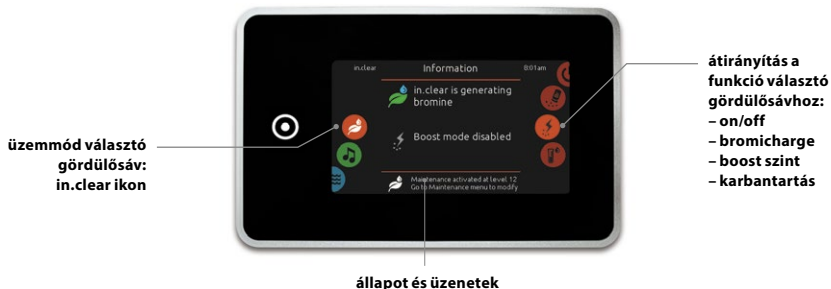 in.clear
Information
8:01am
in.clear is generating
bromine
Boost mode disabled
Maintenance activated at level 12
Go to Maintenance menu to modify
üzemmód választó
gördülősáv:
in.clear ikon
átirányítás a
funkció választó
gördülősávhoz:
– on/off
– bromicharge
– boost szint
– karbantartás
állapot és üzenetek